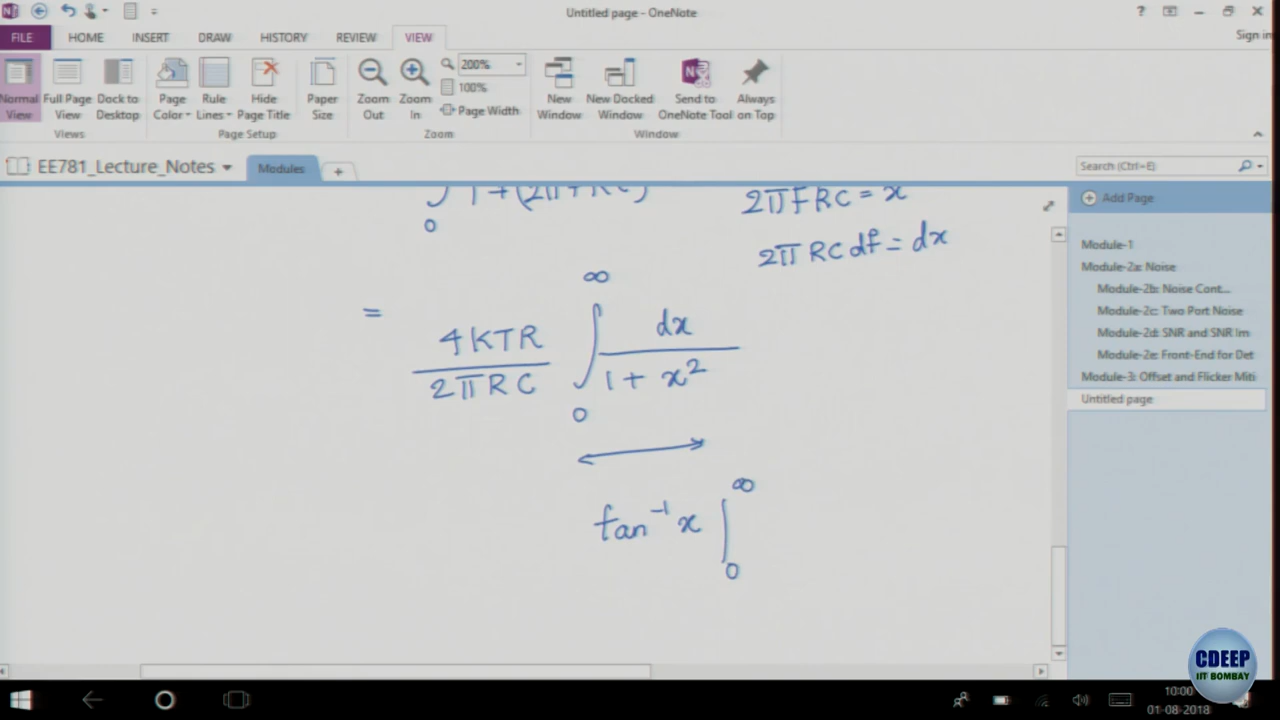 Untitled page - OneNote
Sign in
FILE HOME INSERT DRAW HISTORY REVIEW VIEW
Normal View
Full Page View
Dock to Desktop
Views
Page Color
Rule Lines
Hide Page Title
Page Setup
Paper Size
Zoom Out
Zoom In
200%
100%
Page Width
Zoom
New Window
New Docked Window
Send to OneNote Tool
Always on Top
Window
EE781_Lecture_Notes
Modules
+
Search (Ctrl+E)
2πfRC = x
2πRC df = dx
0
= 4KTR / 2πRC ∫₀^∞ dx / 1 + x²
tan⁻¹ x |₀^∞
Add Page
Module-1
Module-2a: Noise
Module-2b: Noise Cont...
Module-2c: Two Port Noise
Module-2d: SNR and SNR Im
Module-2e: Front-End for Det
Module-3: Offset and Flicker Miti
Untitled page
CDEEP
IIT BOMBAY
10:00
01-08-2018